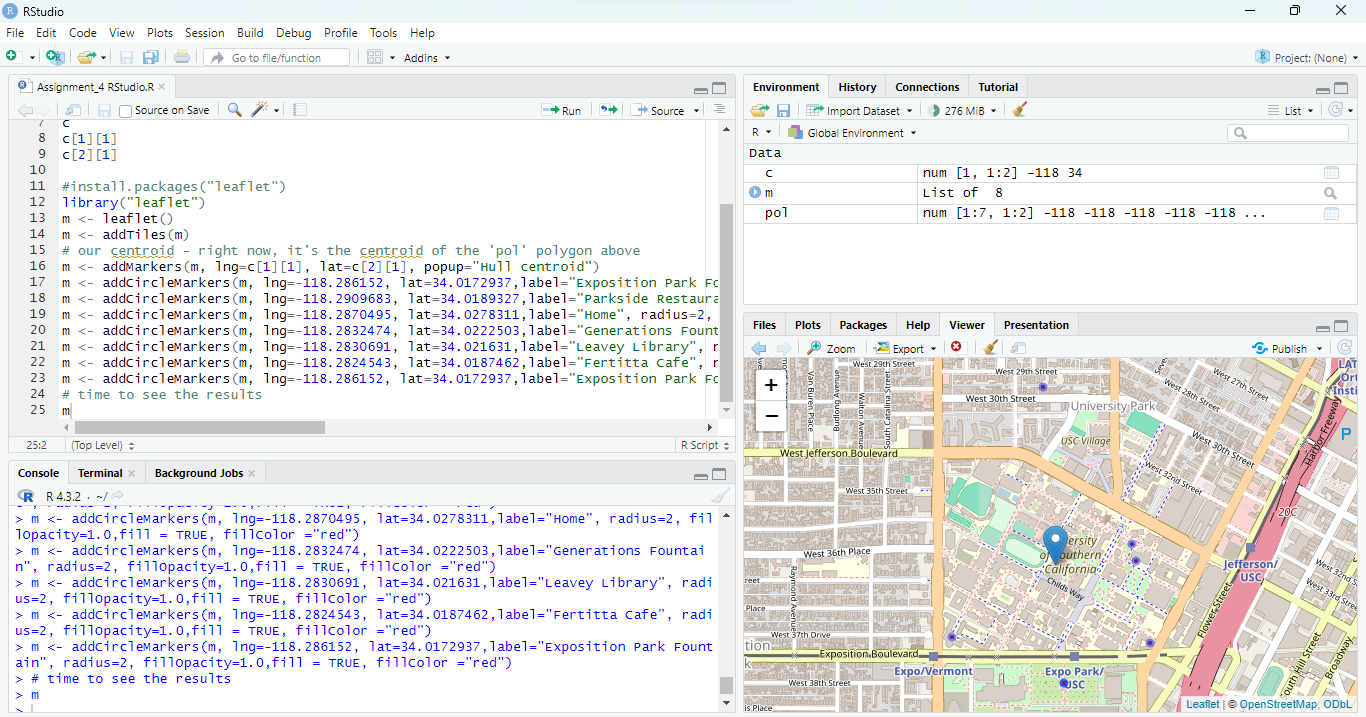 RStudio
File Edit Code View Plots Session Build Debug Profile Tools Help
Go to file/function Addins Project: (None)
Assignment_4 RStudio.R
Source on Save Run Source
7 c
8 c[1][1]
9 c[2][1]
10
11 #install.packages("leaflet")
12 library("leaflet")
13 m <- leaflet()
14 m <- addTiles(m)
15 # our centroid - right now, it's the centroid of the 'pol' polygon above
16 m <- addMarkers(m, lng=c[1][1], lat=c[2][1], popup="Hull centroid")
17 m <- addCircleMarkers(m, lng=-118.286152, lat=34.0172937,label="Exposition Park Fo
18 m <- addCircleMarkers(m, lng=-118.2909683, lat=34.0189327,label="Parkside Restaura
19 m <- addCircleMarkers(m, lng=-118.2870495, lat=34.0278311,label="Home", radius=2,
20 m <- addCircleMarkers(m, lng=-118.2832474, lat=34.0222503,label="Generations Fount
21 m <- addCircleMarkers(m, lng=-118.2830691, lat=34.021631,label="Leavey Library", r
22 m <- addCircleMarkers(m, lng=-118.2824543, lat=34.0187462,label="Fertitta Cafe", r
23 m <- addCircleMarkers(m, lng=-118.286152, lat=34.0172937,label="Exposition Park Fo
24 # time to see the results
25 m
25:2 (Top Level) R Script
Console Terminal Background Jobs
R 4.3.2 · ~/
> m <- addCircleMarkers(m, lng=-118.2870495, lat=34.0278311,label="Home", radius=2, fil
lOpacity=1.0,fill = TRUE, fillColor ="red")
> m <- addCircleMarkers(m, lng=-118.2832474, lat=34.0222503,label="Generations Fountai
n", radius=2, fillOpacity=1.0,fill = TRUE, fillColor ="red")
> m <- addCircleMarkers(m, lng=-118.2830691, lat=34.021631,label="Leavey Library", radi
us=2, fillOpacity=1.0,fill = TRUE, fillColor ="red")
> m <- addCircleMarkers(m, lng=-118.2824543, lat=34.0187462,label="Fertitta Cafe", radi
us=2, fillOpacity=1.0,fill = TRUE, fillColor ="red")
> m <- addCircleMarkers(m, lng=-118.286152, lat=34.0172937,label="Exposition Park Fount
ain", radius=2, fillOpacity=1.0,fill = TRUE, fillColor ="red")
> # time to see the results
> m
>
Environment History Connections Tutorial
Import Dataset 276 MiB List
R Global Environment
Data
c num [1, 1:2] -118 34
m List of 8
pol num [1:7, 1:2] -118 -118 -118 -118 -118 ...
Files Plots Packages Help Viewer Presentation
Zoom Export Publish
+
−
West 29th Street
West 29th Street
West 30th Street
University Park
USC Village
West 27th Street
West 28th Street
West 30th Street
West 32nd Street
Harbor Freeway
P
Van Buren Place
Budlong Avenue
Walton Avenue
South Catalina Street
West Jefferson Boulevard
West 35th Street
West 36th Place
Raymond Avenue
of Southern
California
Childs Way
20C
Jefferson/
USC
Flower Street
West 33rd Stre
West 37th Drive
Exposition Boulevard
Expo/Vermont
Expo Park/
USC
West 38th Street
South Hill Street
Broadway
Leaflet | © OpenStreetMap, ODbL